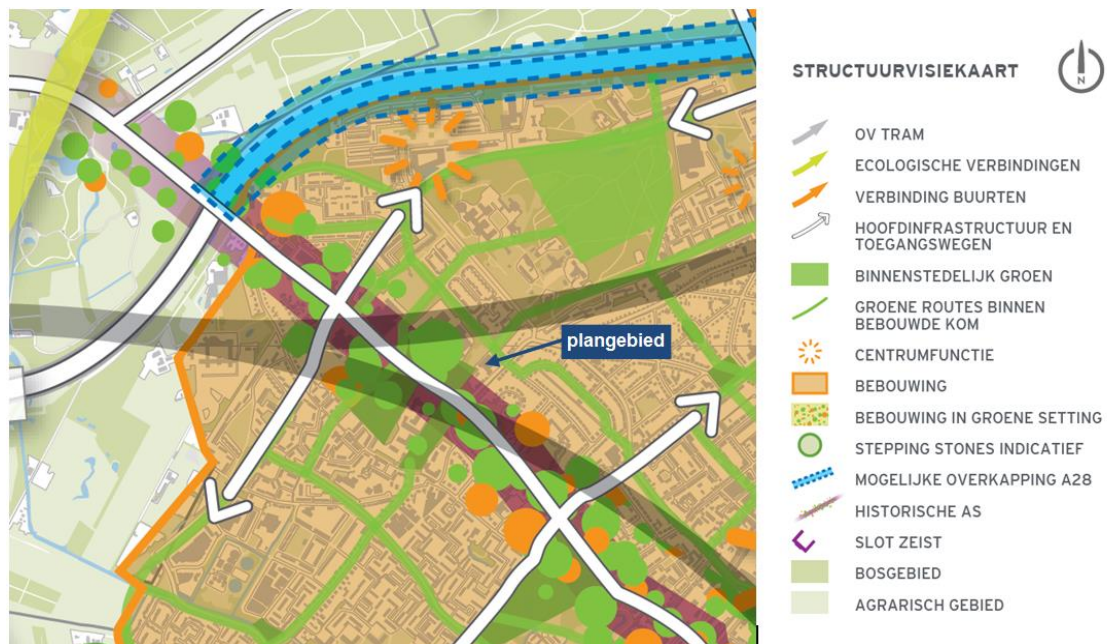 plangebied
STRUCTUURVISIEKAART
N
OV TRAM
ECOLOGISCHE VERBINDINGEN
VERBINDING BUURTEN
HOOFDINFRASTRUCTUUR EN
TOEGANGSWEGEN
BINNENSTEDELIJK GROEN
GROENE ROUTES BINNEN
BEBOUWDE KOM
CENTRUMFUNCTIE
BEBOUWING
BEBOUWING IN GROENE SETTING
STEPPING STONES INDICATIEF
MOGELIJKE OVERKAPPING A28
HISTORISCHE AS
SLOT ZEIST
BOSGEBIED
AGRARISCH GEBIED